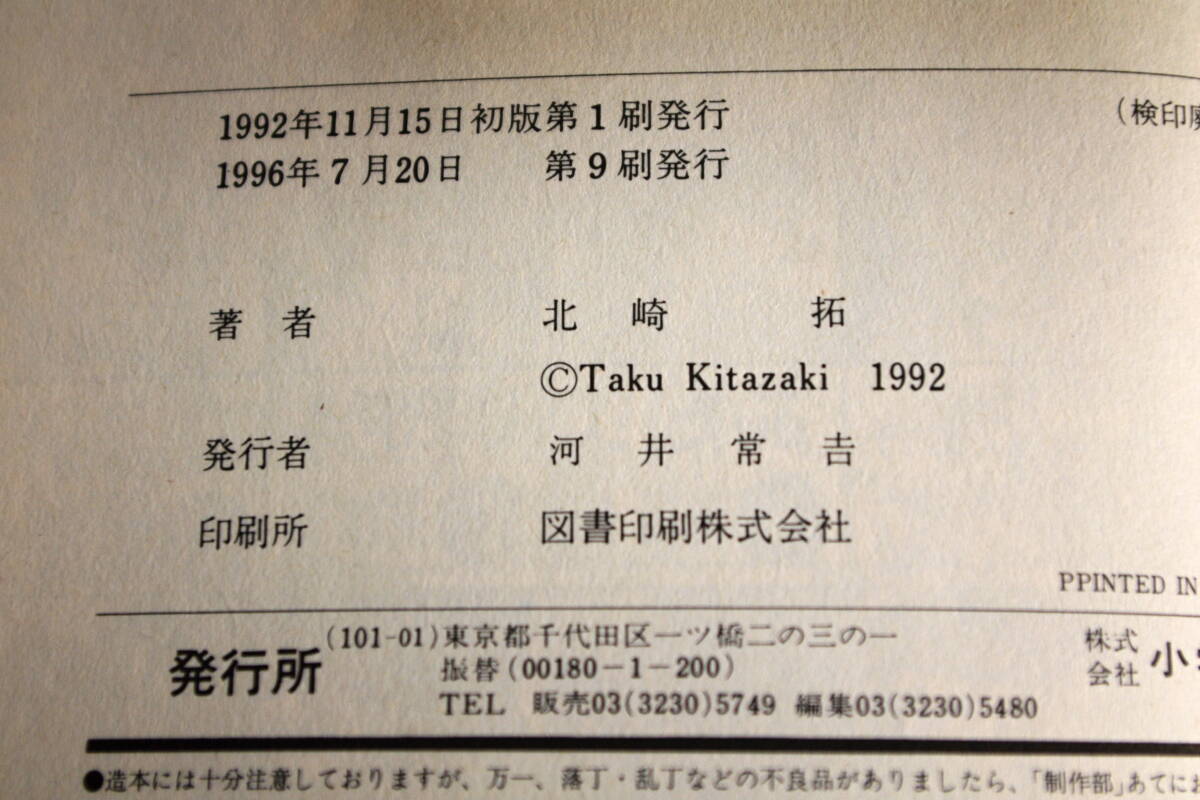 1992年11月15日初版第1刷発行
(検印
1996年7月20日 第9刷発行
著者 北崎 拓
©Taku Kitazaki 1992
発行者 河井常吉
印刷所 図書印刷株式会社
PPINTED IN
発行所
(101-01)東京都千代田区一ツ橋二の三の一
振替(00180-1-200)
TEL 販売03(3230)5749 編集03(3230)5480
株式会社 小
●造本には十分注意しておりますが、万一、落丁・乱丁などの不良品がありましたら、「制作部」あてにお